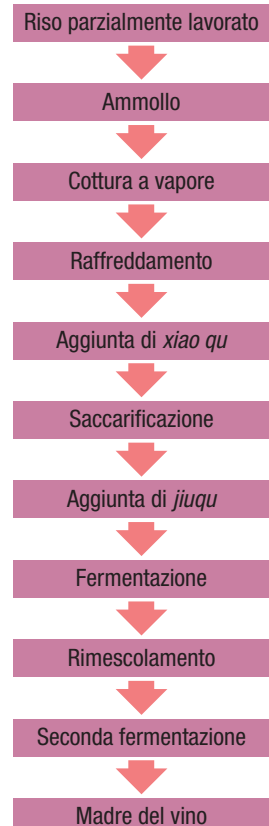 Riso parzialmente lavorato
Ammollo
Cottura a vapore
Raffreddamento
Aggiunta di xiao qu
Saccarificazione
Aggiunta di jiuqu
Fermentazione
Rimescolamento
Seconda fermentazione
Madre del vino